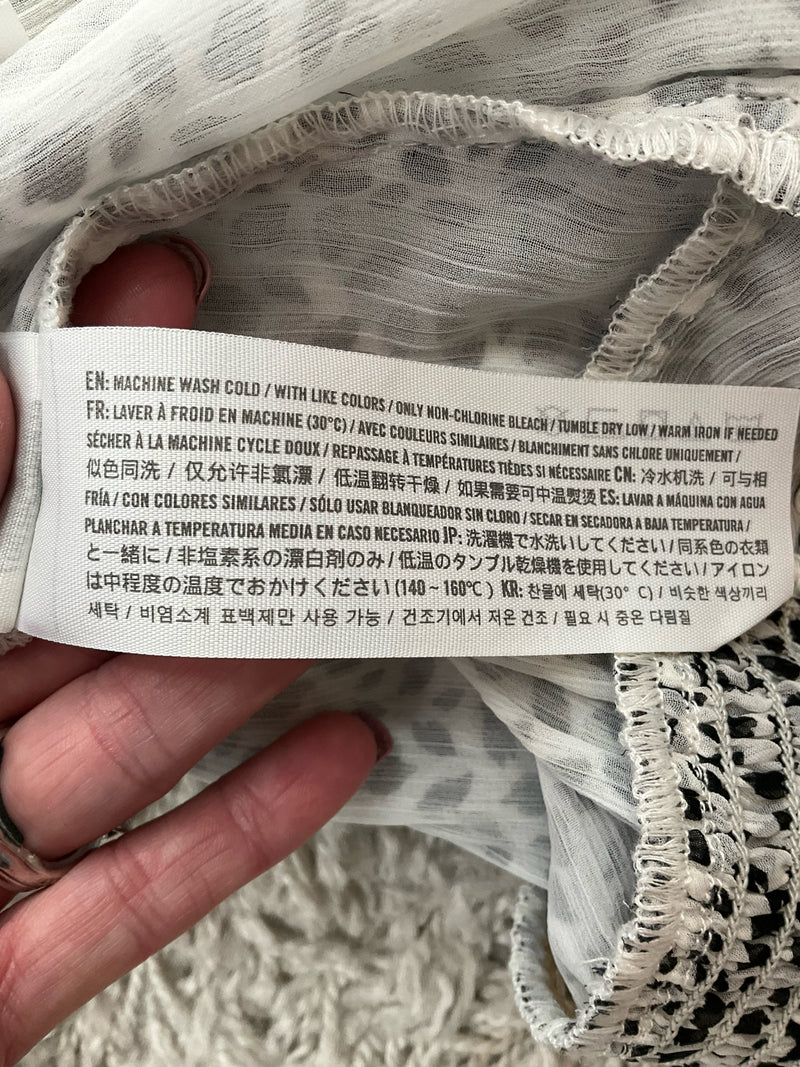 EN: MACHINE WASH COLD / WITH LIKE COLORS / ONLY NON-CHLORINE BLEACH / TUMBLE DRY LOW / WARM IRON IF NEEDED
FR: LAVER À FROID EN MACHINE (30°C) / AVEC COULEURS SIMILAIRES / BLANCHIMENT SANS CHLORE UNIQUEMENT /
SÉCHER À LA MACHINE CYCLE DOUX / REPASSAGE À TEMPÉRATURES TIÈDES SI NÉCESSAIRE CN: 冷水机洗 / 可与相
似色同洗 / 仅允许非氯漂 / 低温翻转干燥 / 如果需要可中温熨烫 ES: LAVAR A MÁQUINA CON AGUA
FRÍA / CON COLORES SIMILARES / SÓLO USAR BLANQUEADOR SIN CLORO / SECAR EN SECADORA A BAJA TEMPERATURA /
PLANCHAR A TEMPERATURA MEDIA EN CASO NECESARIO JP: 洗濯機で水洗いしてください / 同系色の衣類
と一緒に / 非塩素系の漂白剤のみ / 低温のタンブル乾燥機を使用してください / アイロン
は中程度の温度でおかけください (140 ~ 160℃) KR: 찬물에 세탁(30° C) / 비슷한 색상끼리
세탁 / 비염소계 표백제만 사용 가능 / 건조기에서 저온 건조 / 필요 시 중온 다림질